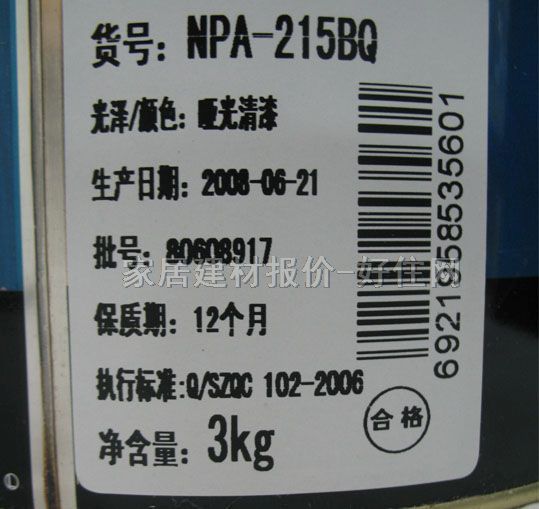 货号: NPA-215BQ
光泽/颜色: 哑光清漆
生产日期: 2008-06-21
批号: 80608917
家居建材报价-好住网
保质期: 12个月
执行标准:Q/SZQC 102-2006
净含量: 3kg
合格
6921958535601